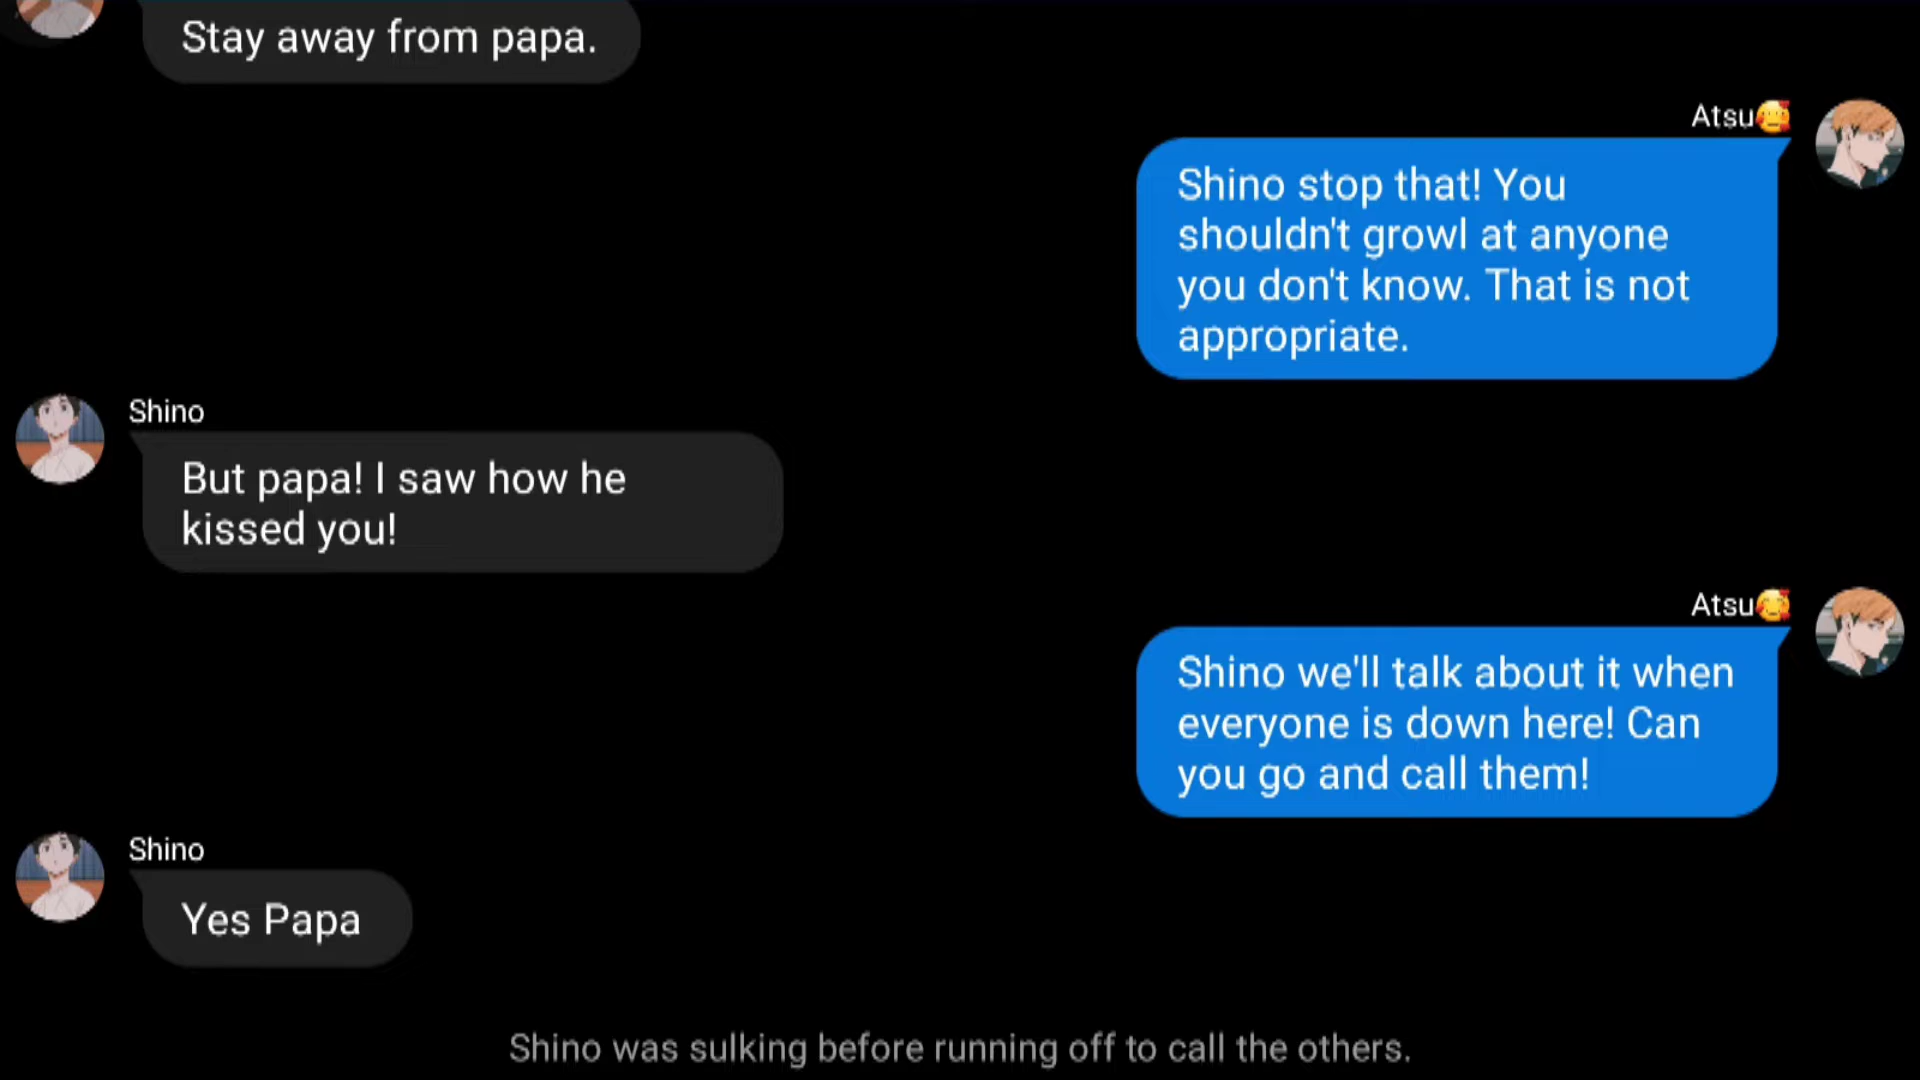 Stay away from papa.
Atsu🥰
Shino stop that! You
shouldn't growl at anyone
you don't know. That is not
appropriate.
Shino
But papa! I saw how he
kissed you!
Atsu🥰
Shino we'll talk about it when
everyone is down here! Can
you go and call them!
Shino
Yes Papa
Shino was sulking before running off to call the others.